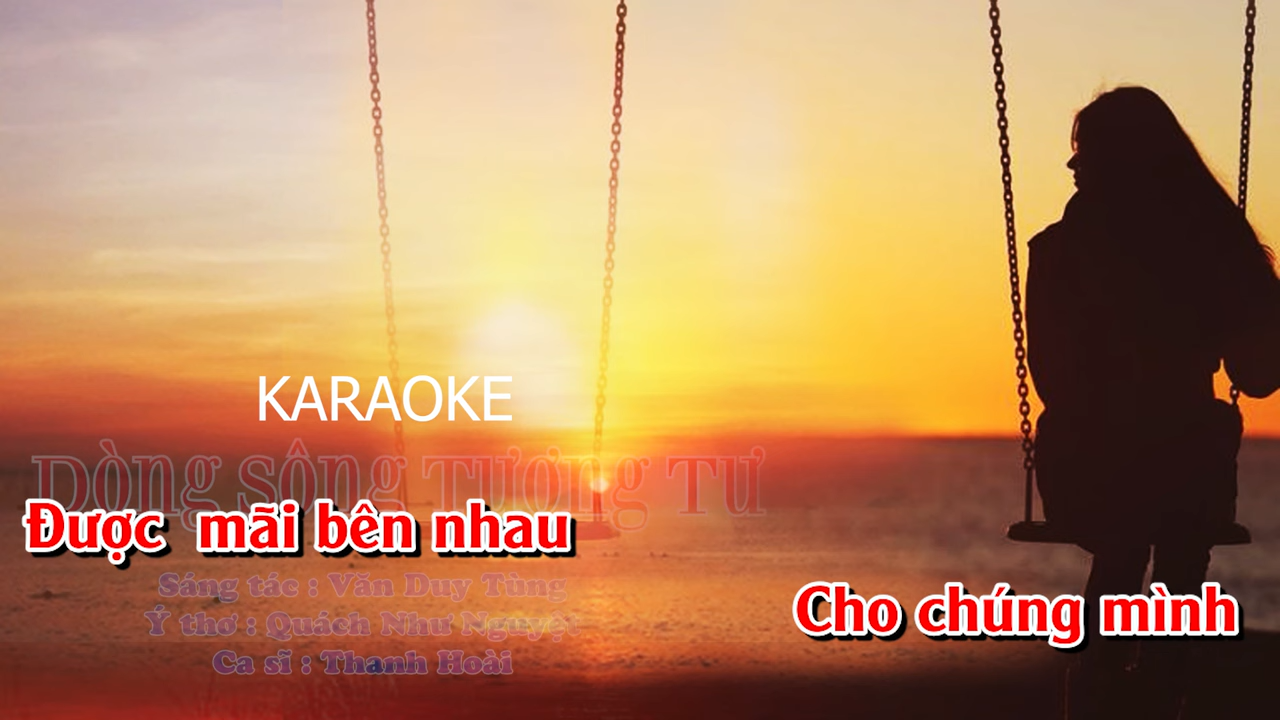 KARAOKE
Dòng Sông Tương Tư
Được mãi bên nhau
Sáng tác : Văn Duy Tùng
Cho chúng mình
Ý thơ : Quách Như Nguyệt
Ca sĩ : Thanh Hoài